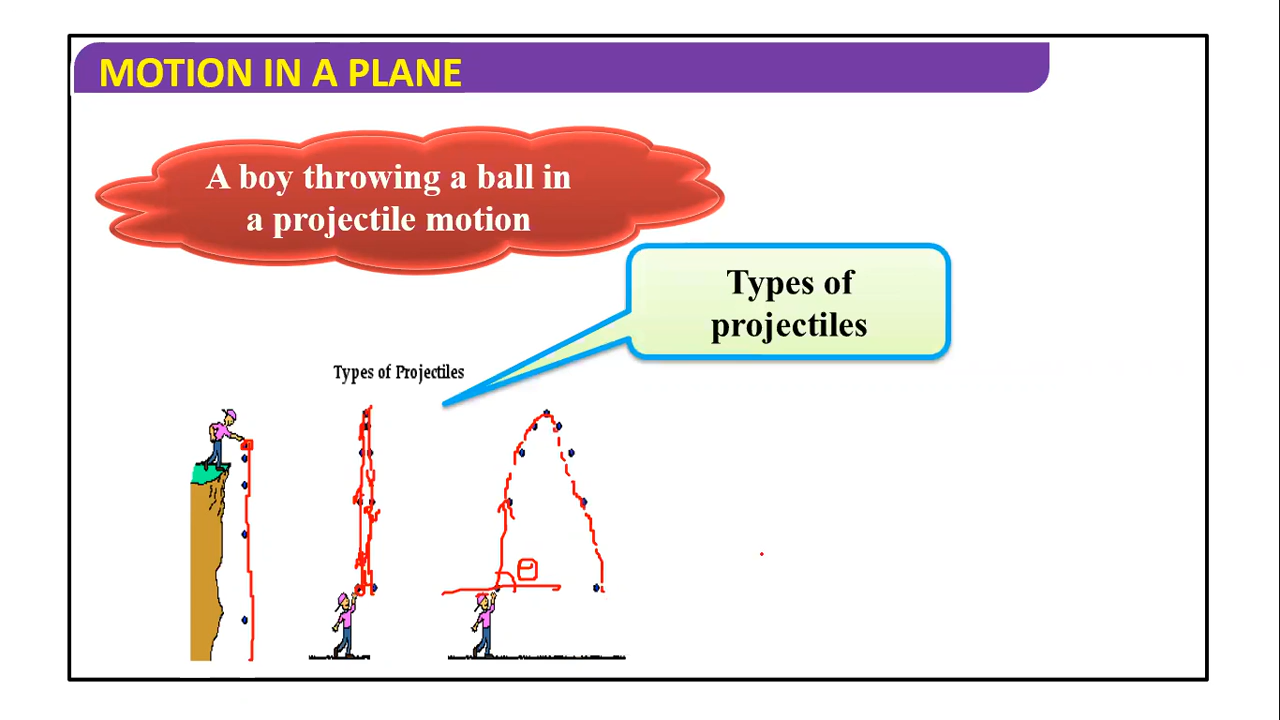 MOTION IN A PLANE
A boy throwing a ball in
a projectile motion
Types of
projectiles
Types of Projectiles
Θ